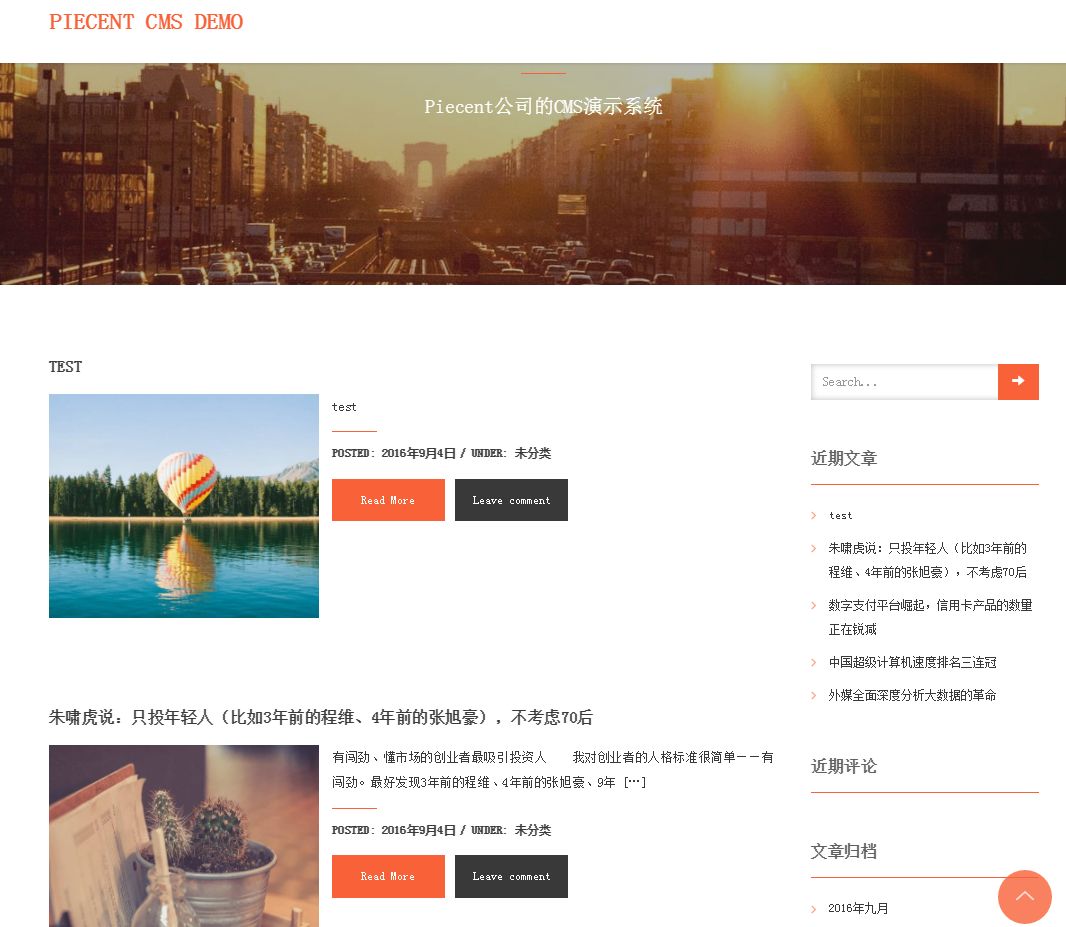 PIECENT CMS DEMO
Piecent公司的CMS演示系统
TEST
test
POSTED: 2016年9月4日 / UNDER: 未分类
Read More
Leave comment
朱啸虎说：只投年轻人（比如3年前的程维、4年前的张旭豪），不考虑70后
有闯劲、懂市场的创业者最吸引投资人　　我对创业者的人格标准很简单——有
闯劲。最好发现3年前的程维、4年前的张旭豪、9年 […]
POSTED: 2016年9月4日 / UNDER: 未分类
Read More
Leave comment
Search...
近期文章
test
朱啸虎说：只投年轻人（比如3年前的
程维、4年前的张旭豪），不考虑70后
数字支付平台崛起，信用卡产品的数量
正在锐减
中国超级计算机速度排名三连冠
外媒全面深度分析大数据的革命
近期评论
文章归档
2016年九月